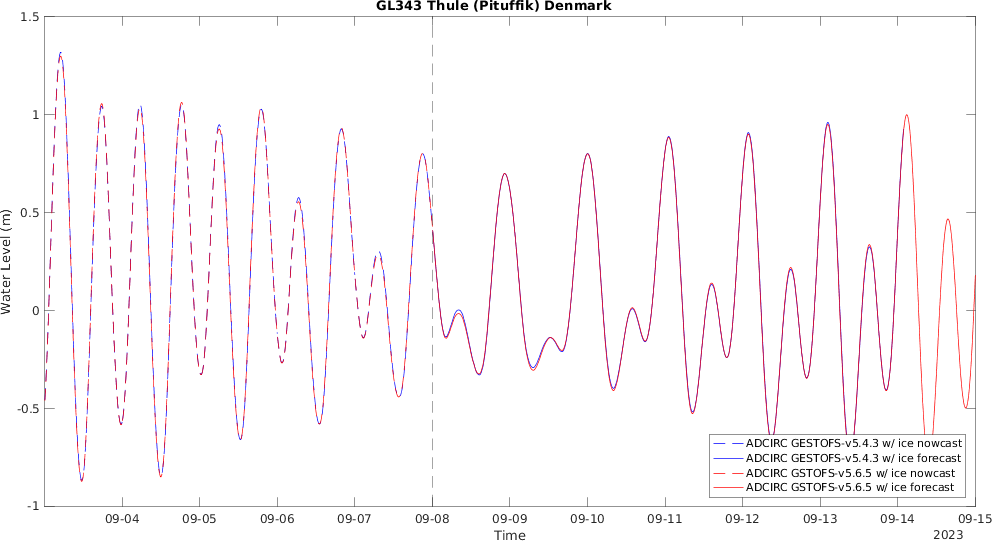 GL343 Thule (Pituffik) Denmark
1.5
1
0.5
0
-0.5
-1
Water Level (m)
ADCIRC GESTOFS-v5.4.3 w/ ice nowcast
ADCIRC GESTOFS-v5.4.3 w/ ice forecast
ADCIRC GSTOFS-v5.6.5 w/ ice nowcast
ADCIRC GSTOFS-v5.6.5 w/ ice forecast
09-04 09-05 09-06 09-07 09-08 09-09 09-10 09-11 09-12 09-13 09-14 09-15
Time
2023